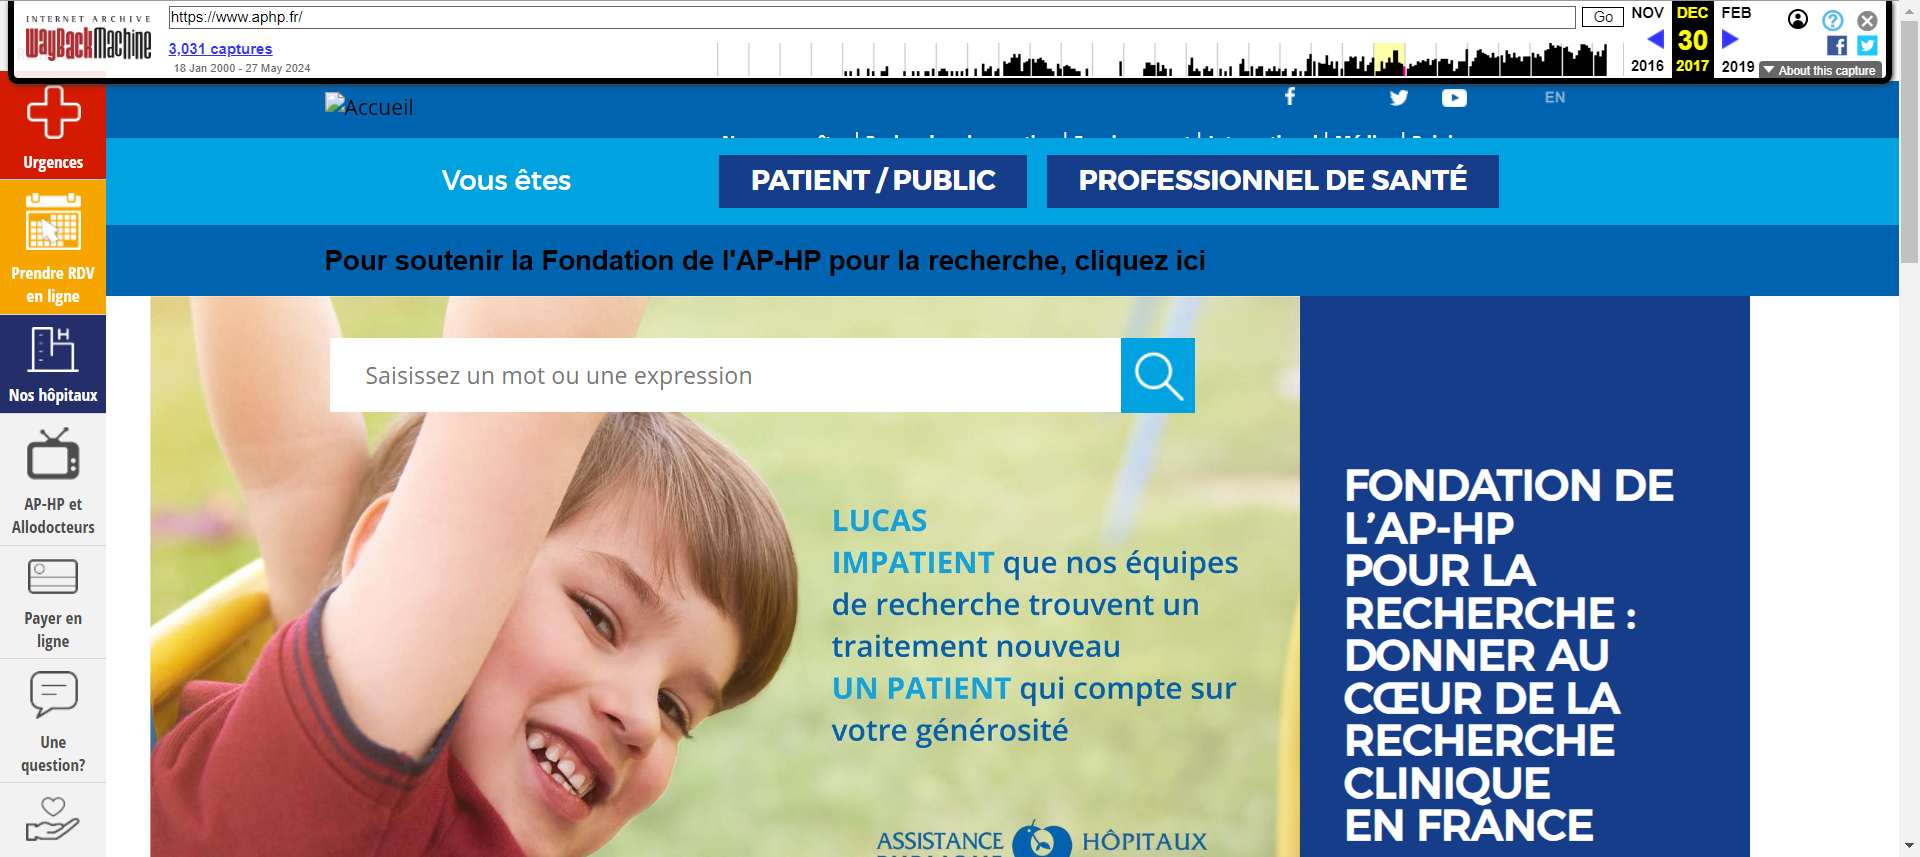 INTERNET ARCHIVE
WayBackMachine
https://www.aphp.fr/
Go
NOV
DEC
FEB
3,031 captures
30
18 Jan 2000 - 27 May 2024
2016
2017
2019
About this capture
Accueil
EN
Urgences
Vous êtes
PATIENT / PUBLIC
PROFESSIONNEL DE SANTÉ
Prendre RDV
en ligne
Pour soutenir la Fondation de l'AP-HP pour la recherche, cliquez ici
Nos hôpitaux
Saisissez un mot ou une expression
AP-HP et
Allodocteurs
Payer en
ligne
Une
question?
LUCAS
IMPATIENT que nos équipes
de recherche trouvent un
traitement nouveau
UN PATIENT qui compte sur
votre générosité
ASSISTANCE HÔPITAUX
FONDATION DE
L'AP-HP
POUR LA
RECHERCHE :
DONNER AU
CŒUR DE LA
RECHERCHE
CLINIQUE
EN FRANCE